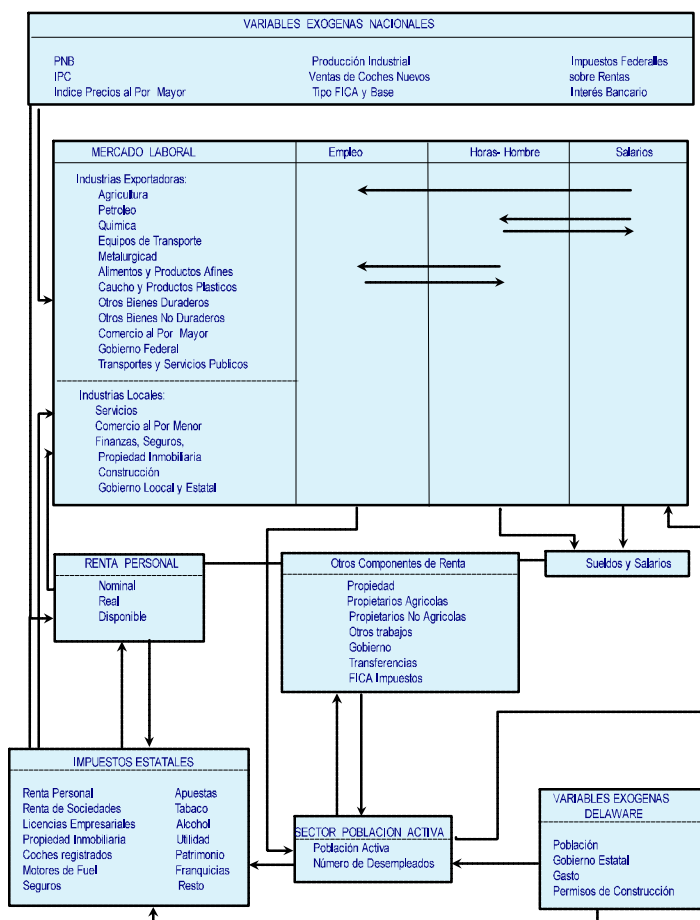 VARIABLES EXOGENAS NACIONALES
PNB
IPC
Indice Precios al Por Mayor
Producción Industrial
Ventas de Coches Nuevos
Tipo FICA y Base
Impuestos Federalles
sobre Rentas
Interés Bancario
MERCADO LABORAL
Empleo
Horas- Hombre
Salarios
Industrias Exportadoras:
Agricultura
Petroleo
Quimica
Equipos de Transporte
Metalurgicad
Alimentos y Productos Afines
Caucho y Productos Plasticos
Otros Bienes Duraderos
Otros Bienes No Duraderos
Comercio al Por Mayor
Gobierno Federal
Transportes y Servicios Publicos
Industrias Locales:
Servicios
Comercio al Por Menor
Finanzas, Seguros,
Propiedad Inmobiliaria
Construcción
Gobierno Loocal y Estatal
RENTA PERSONAL
Nominal
Real
Disponible
Otros Componentes de Renta
Propiedad
Propietarios Agricolas
Propietarios No Agricolas
Otros trabajos
Gobierno
Transferencias
FICA Impuestos
Sueldos y Salarios
IMPUESTOS ESTATALES
Renta Personal
Renta de Sociedades
Licencias Empresariales
Propiedad Inmobiliaria
Coches registrados
Motores de Fuel
Seguros
Apuestas
Tabaco
Alcohol
Utilidad
Patrimonio
Franquicias
Resto
SECTOR POBLACION ACTIVA
Población Activa
Número de Desempleados
VARIABLES EXOGENAS
DELAWARE
Población
Gobierno Estatal
Gasto
Permisos de Construcción